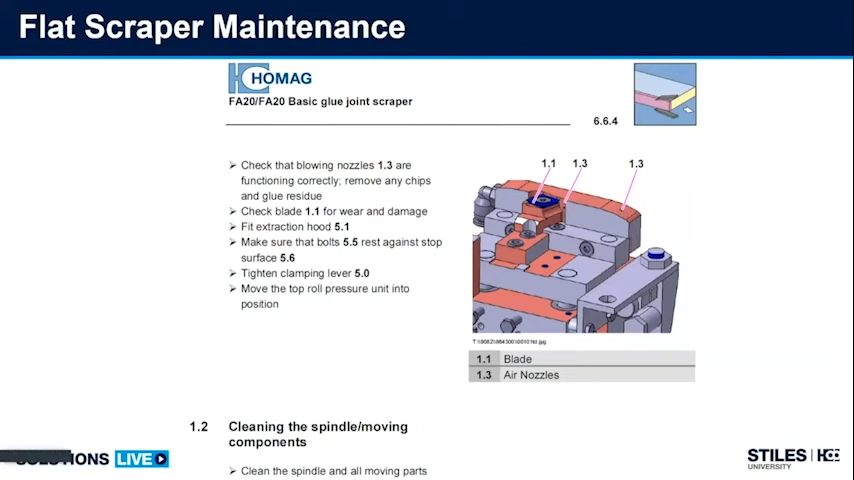 Flat Scraper Maintenance
HOMAG
FA20/FA20 Basic glue joint scraper
6.6.4
➢ Check that blowing nozzles 1.3 are
functioning correctly; remove any chips
and glue residue
➢ Check blade 1.1 for wear and damage
➢ Fit extraction hood 5.1
➢ Make sure that bolts 5.5 rest against stop
surface 5.6
➢ Tighten clamping lever 5.0
➢ Move the top roll pressure unit into
position
1.1 1.3 1.3
1.1 Blade
1.3 Air Nozzles
1.2 Cleaning the spindle/moving
components
➢ Clean the spindle and all moving parts
LIVE
STILES
UNIVERSITY